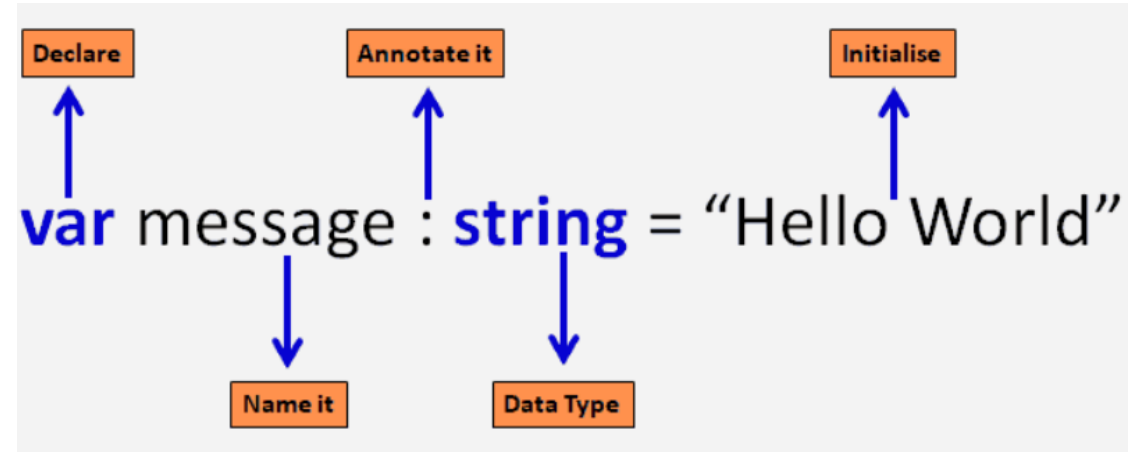 Declare Annotate it Initialise
var message : string = “Hello World”
Name it Data Type